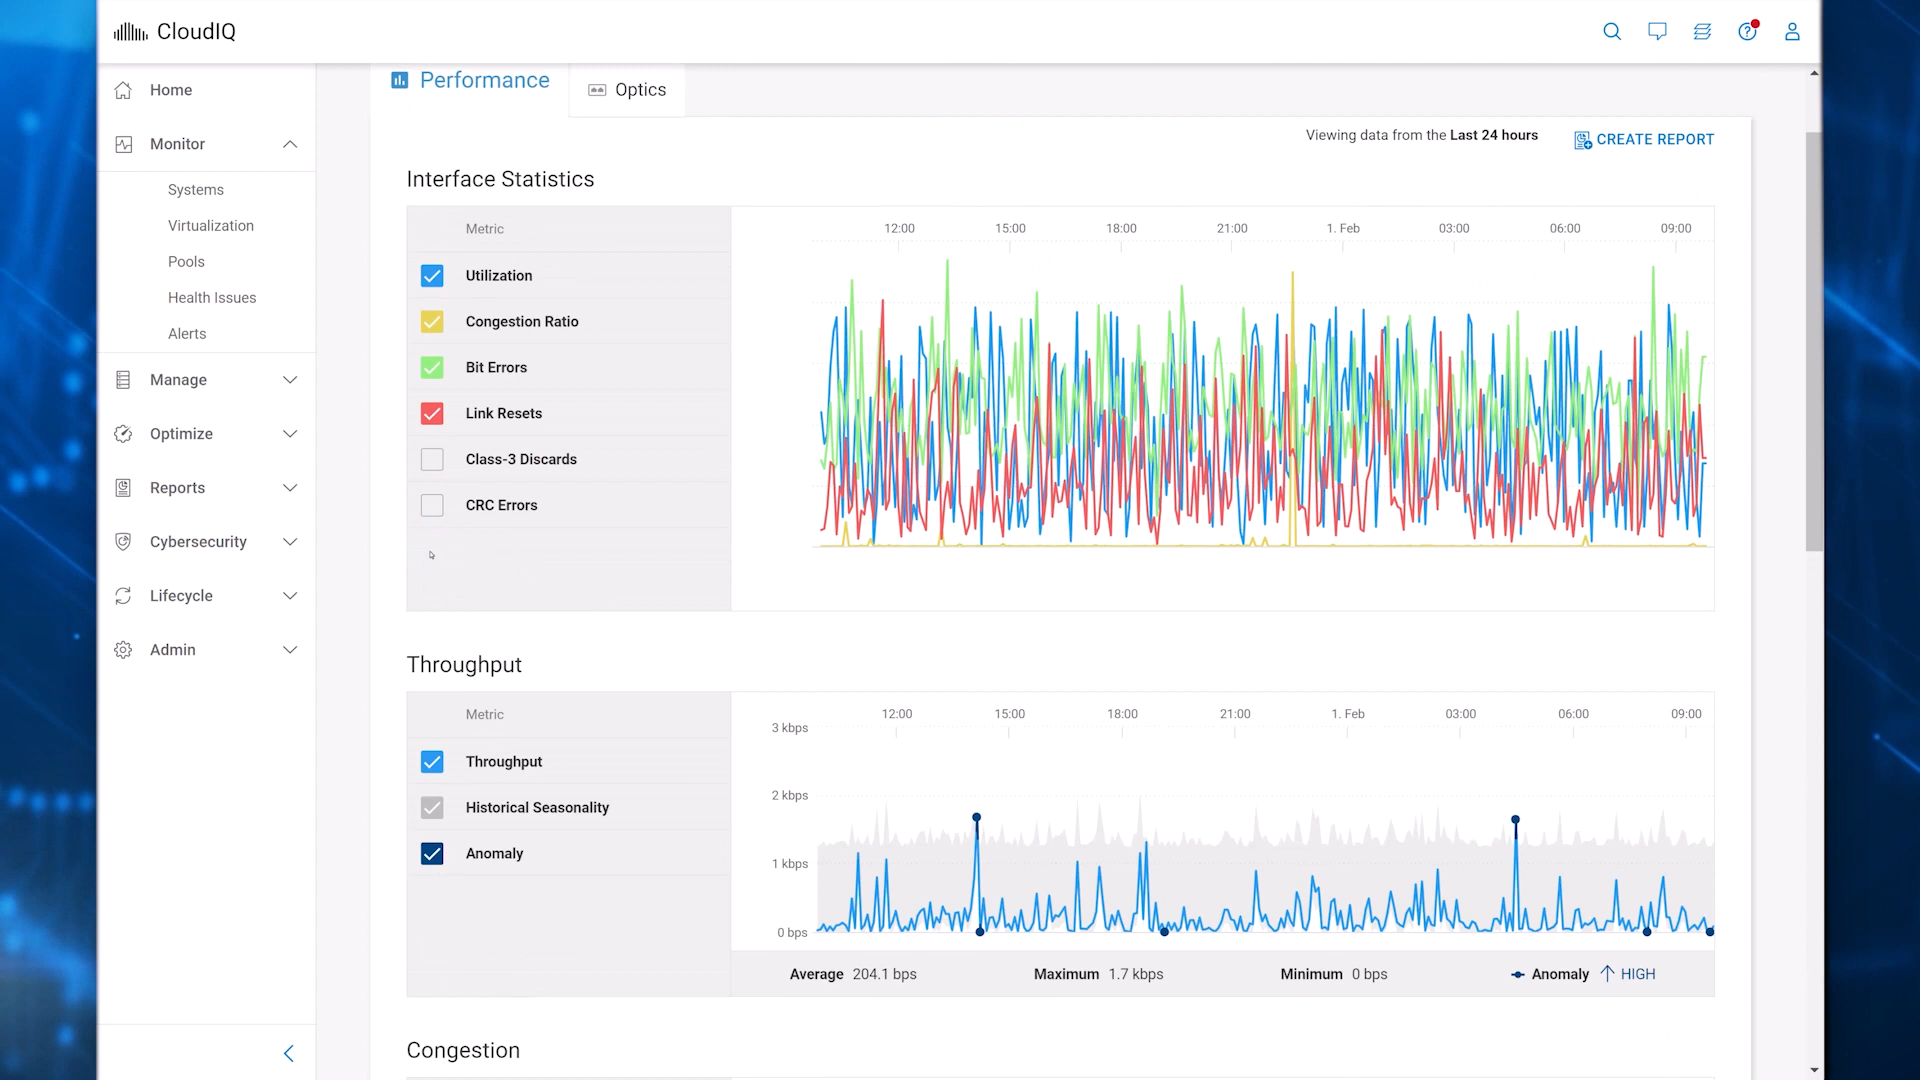 CloudIQ
Home
Monitor
Systems
Virtualization
Pools
Health Issues
Alerts
Manage
Optimize
Reports
Cybersecurity
Lifecycle
Admin
Performance
Optics
Viewing data from the Last 24 hours
CREATE REPORT
Interface Statistics
Metric
Utilization
Congestion Ratio
Bit Errors
Link Resets
Class-3 Discards
CRC Errors
12:00 15:00 18:00 21:00 1. Feb 03:00 06:00 09:00
Throughput
Metric
Throughput
Historical Seasonality
Anomaly
12:00 15:00 18:00 21:00 1. Feb 03:00 06:00 09:00
3 kbps
2 kbps
1 kbps
0 bps
Average 204.1 bps Maximum 1.7 kbps Minimum 0 bps Anomaly HIGH
Congestion